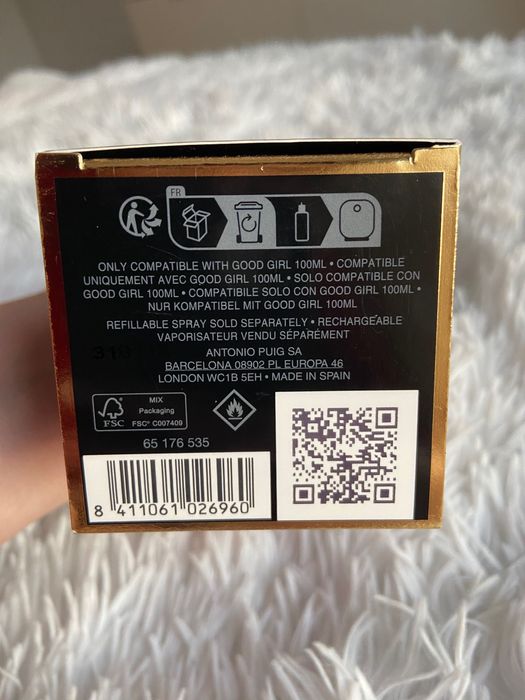 FR
ONLY COMPATIBLE WITH GOOD GIRL 100ML • COMPATIBLE
UNIQUEMENT AVEC GOOD GIRL 100ML • SOLO COMPATIBLE CON
GOOD GIRL 100ML • COMPATIBILE SOLO CON GOOD GIRL 100ML •
NUR KOMPATIBEL MIT GOOD GIRL 100ML
REFILLABLE SPRAY SOLD SEPARATELY • RECHARGEABLE
VAPORISATEUR VENDU SÉPARÉMENT
ANTONIO PUIG SA
BARCELONA 08902 PL EUROPA 46
LONDON WC1B 5EH • MADE IN SPAIN
FSC
MIX
Packaging
FSC® C007409
65 176 535
8 411061 026960